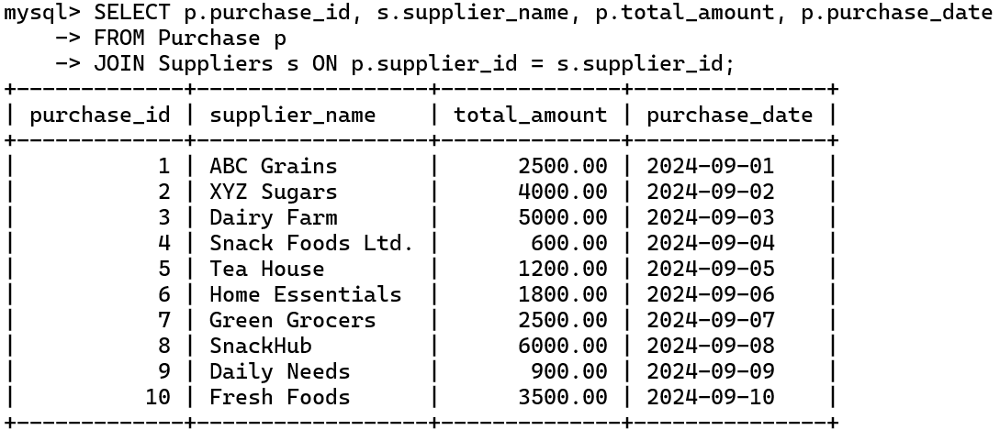 mysql> SELECT p.purchase_id, s.supplier_name, p.total_amount, p.purchase_date
    -> FROM Purchase p
    -> JOIN Suppliers s ON p.supplier_id = s.supplier_id;
+-------------+------------------+--------------+---------------+
| purchase_id | supplier_name    | total_amount | purchase_date |
+-------------+------------------+--------------+---------------+
|           1 | ABC Grains       |      2500.00 | 2024-09-01    |
|           2 | XYZ Sugars       |      4000.00 | 2024-09-02    |
|           3 | Dairy Farm       |      5000.00 | 2024-09-03    |
|           4 | Snack Foods Ltd. |       600.00 | 2024-09-04    |
|           5 | Tea House        |      1200.00 | 2024-09-05    |
|           6 | Home Essentials  |      1800.00 | 2024-09-06    |
|           7 | Green Grocers    |      2500.00 | 2024-09-07    |
|           8 | SnackHub         |      6000.00 | 2024-09-08    |
|           9 | Daily Needs      |       900.00 | 2024-09-09    |
|          10 | Fresh Foods      |      3500.00 | 2024-09-10    |
+-------------+------------------+--------------+---------------+